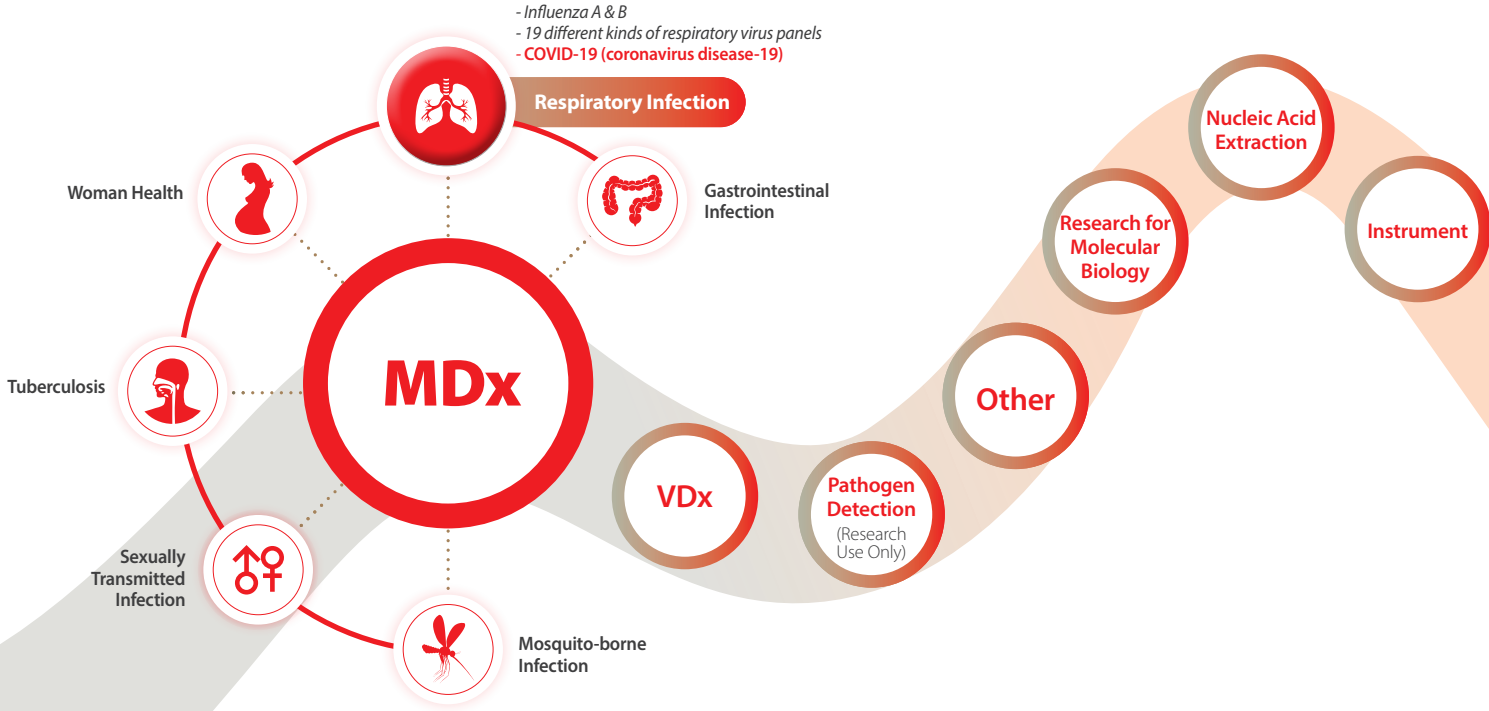 - Influenza A & B
- 19 different kinds of respiratory virus panels
- COVID-19 (coronavirus disease-19)
Respiratory Infection
Woman Health
Gastrointestinal
Infection
Tuberculosis
MDx
Sexually
Transmitted
Infection
Mosquito-borne
Infection
VDx
Pathogen
Detection
(Research
Use Only)
Other
Research for
Molecular
Biology
Nucleic Acid
Extraction
Instrument